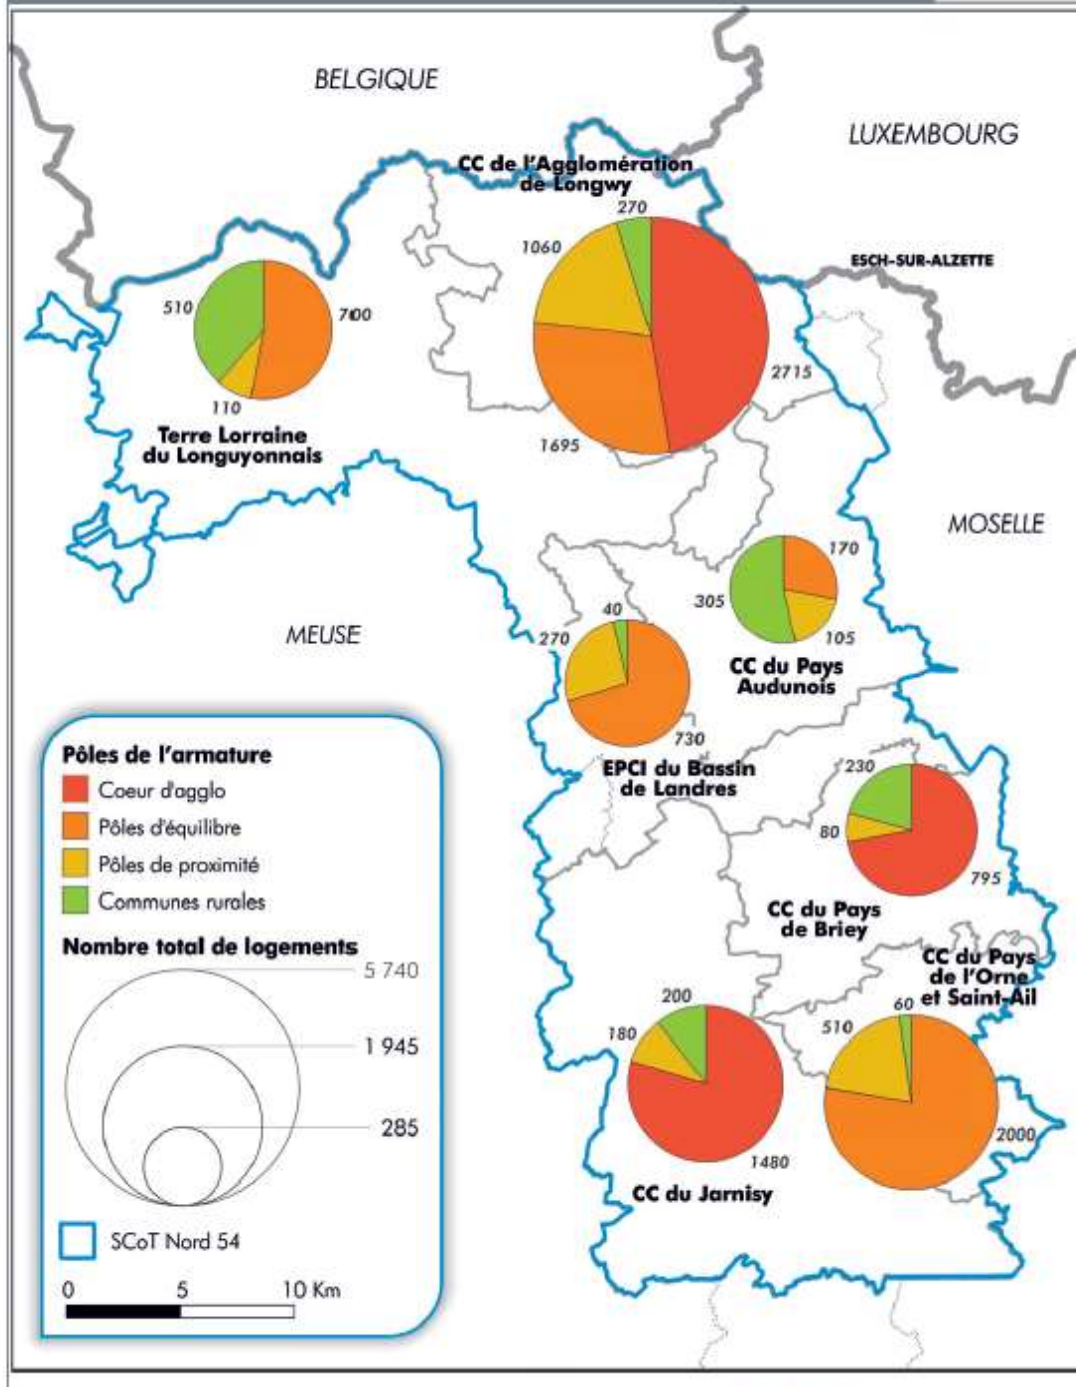 BELGIQUE
LUXEMBOURG
CC de l'Agglomération
de Longwy
270
1060
ESCH-SUR-ALZETTE
510
700
2715
110
1695
Terre Lorraine
du Longuyonnais
MOSELLE
170
305
105
CC du Pays
Audunois
MEUSE
40
270
730
EPCI du Bassin
de Landres
230
80
795
CC du Pays
de Briey
CC du Pays
de l'Orne
et Saint-Ail
60
510
2000
200
180
1480
CC du Jarnisy
Pôles de l'armature
Coeur d'agglo
Pôles d'équilibre
Pôles de proximité
Communes rurales
Nombre total de logements
5 740
1 945
285
SCoT Nord 54
0 5 10 Km